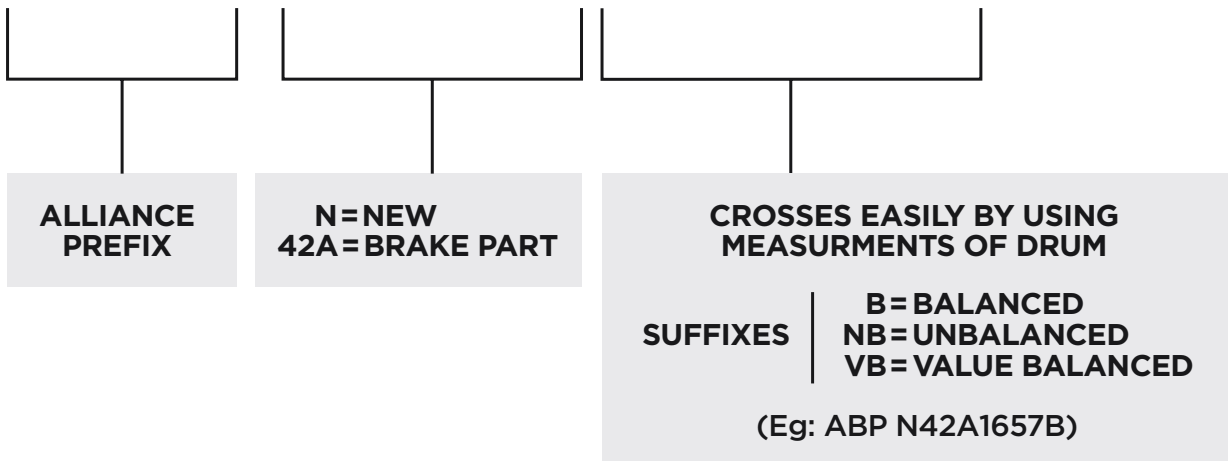 ALLIANCE
PREFIX
N=NEW
42A=BRAKE PART
CROSSES EASILY BY USING
MEASURMENTS OF DRUM
SUFFIXES
B=BALANCED
NB=UNBALANCED
VB=VALUE BALANCED
(Eg: ABP N42A1657B)